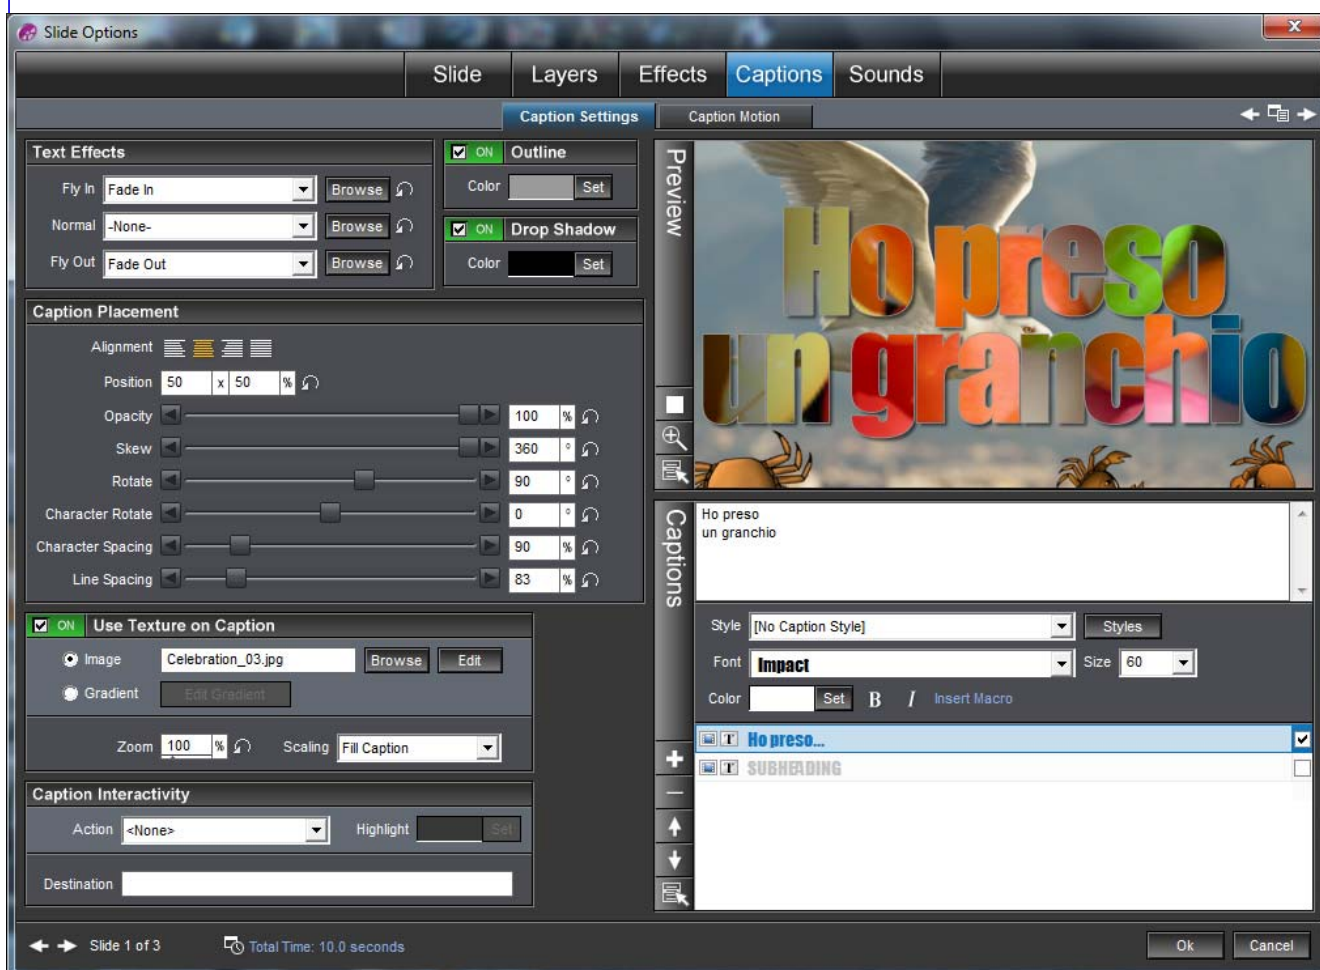 Slide Options
Slide Layers Effects Captions Sounds
Caption Settings Caption Motion
Text Effects
Fly In Fade In Browse
Normal -None- Browse
Fly Out Fade Out Browse
ON Outline
Color Set
ON Drop Shadow
Color Set
Caption Placement
Alignment
Position 50 x 50 %
Opacity 100 %
Skew 360 °
Rotate 90 °
Character Rotate 0 °
Character Spacing 90 %
Line Spacing 83 %
ON Use Texture on Caption
Image Celebration_03.jpg Browse Edit
Gradient Edit Gradient
Zoom 100 % Scaling Fill Caption
Caption Interactivity
Action <None> Highlight Set
Destination
Preview
Ho preso
un granchio
Captions
Ho preso
un granchio
Style [No Caption Style] Styles
Font Impact Size 60
Color Set B I Insert Macro
T Ho preso...
T SUBHEADING
Slide 1 of 3 Total Time: 10.0 seconds
Ok Cancel